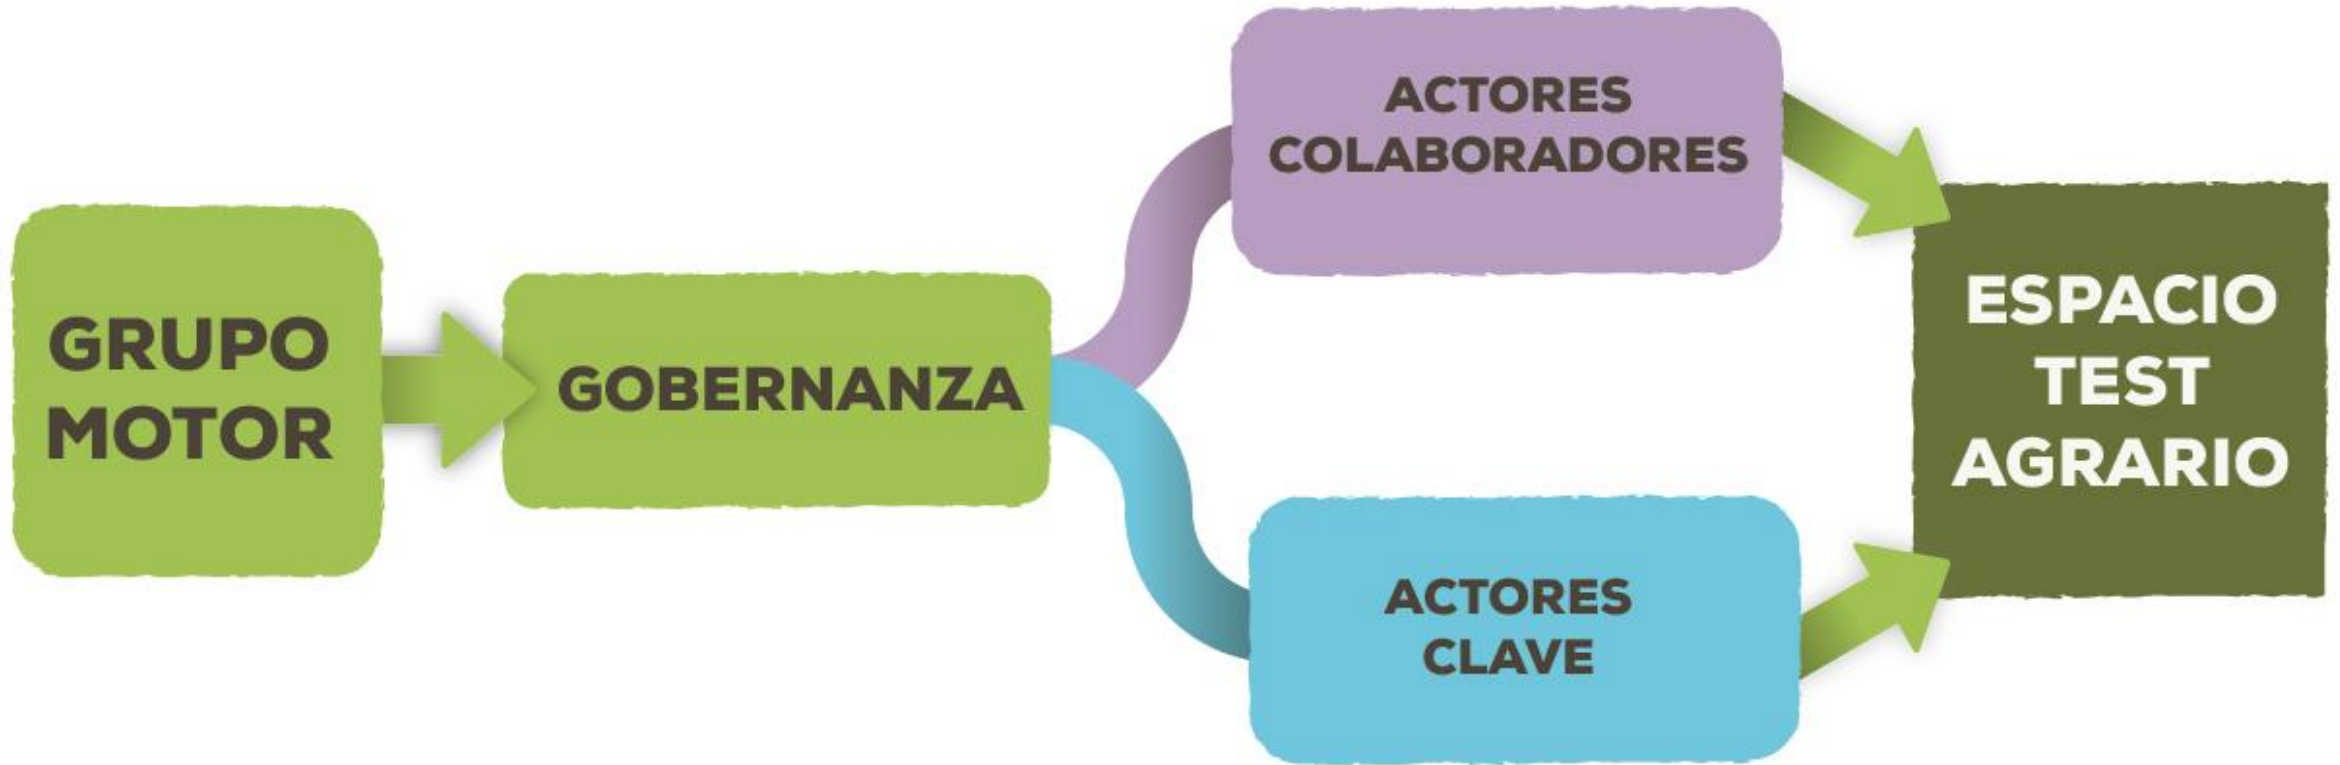 GRUPO
MOTOR
GOBERNANZA
ACTORES
COLABORADORES
ACTORES
CLAVE
ESPACIO
TEST
AGRARIO